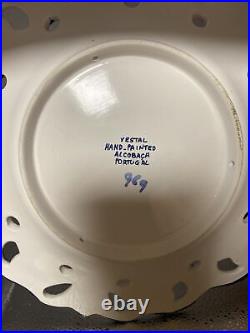 VESTAL
HAND-PAINTED
ALCOBAÇA
PORTUGAL
969